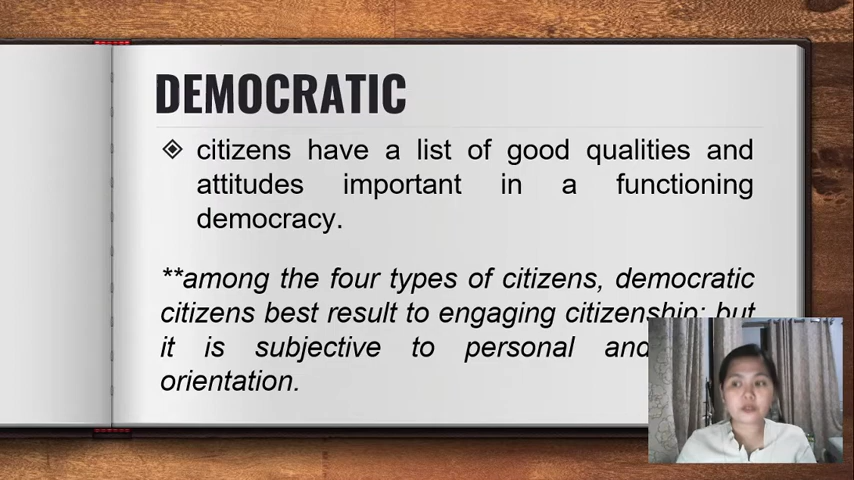 DEMOCRATIC
citizens have a list of good qualities and
attitudes important in a functioning
democracy.
**among the four types of citizens, democratic
citizens best result to engaging citizenship; but
it is subjective to personal and
orientation.